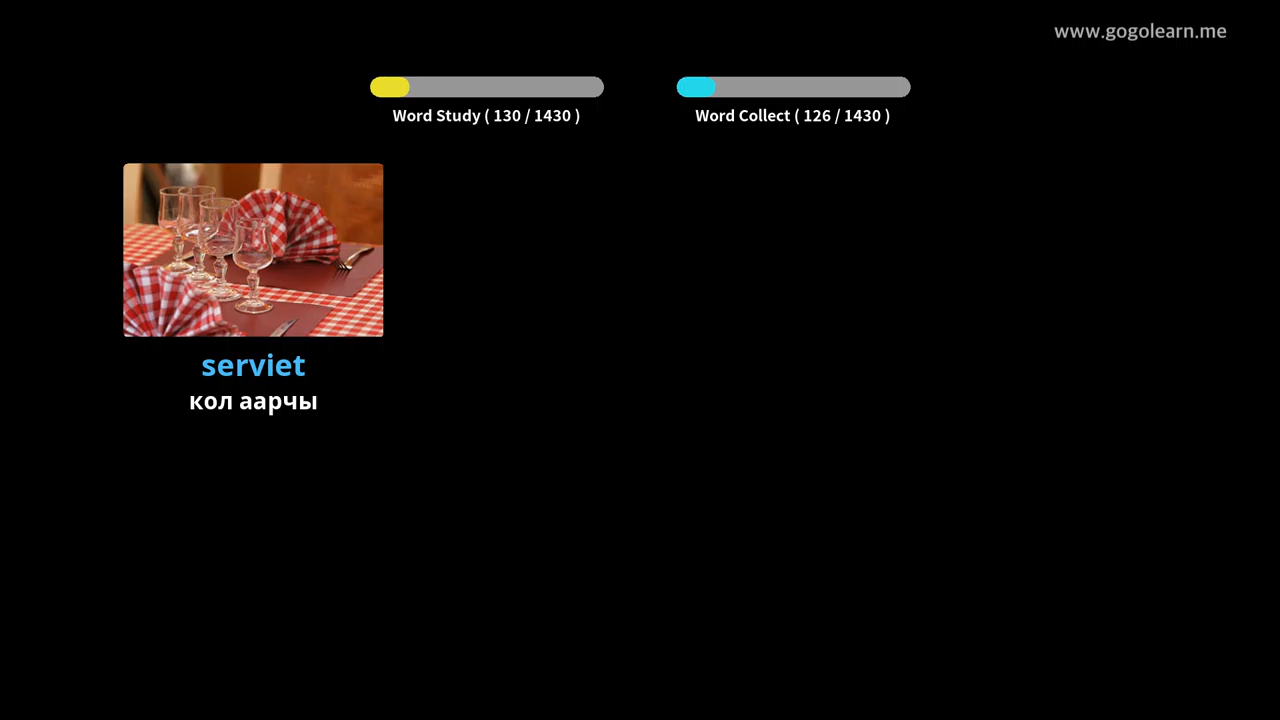 www.gogolearn.me
Word Study ( 130 / 1430 )
Word Collect ( 126 / 1430 )
serviet
кол аарчы